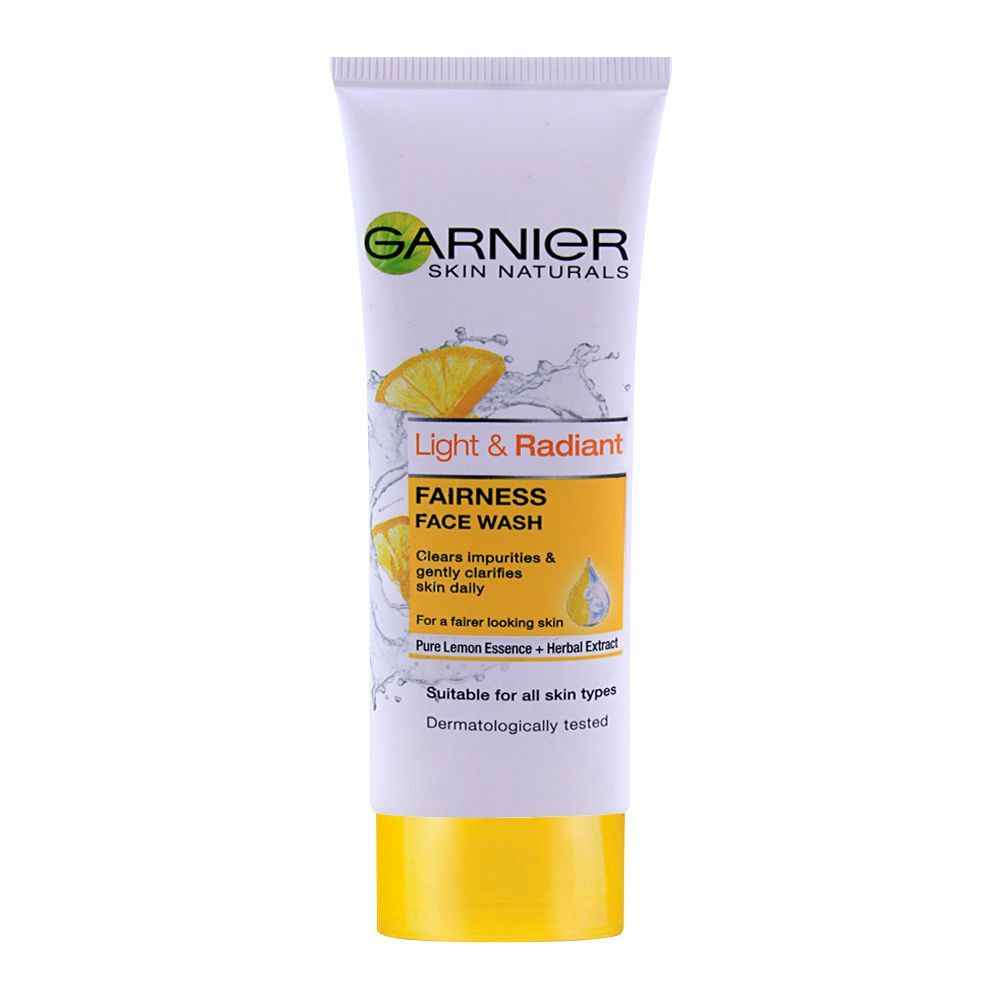 GARNIER
SKIN NATURALS
Light & Radiant
FAIRNESS
FACE WASH
Clears impurities &
gently clarifies
skin daily
For a fairer looking skin
Pure Lemon Essence + Herbal Extract
Suitable for all skin types
Dermatologically tested